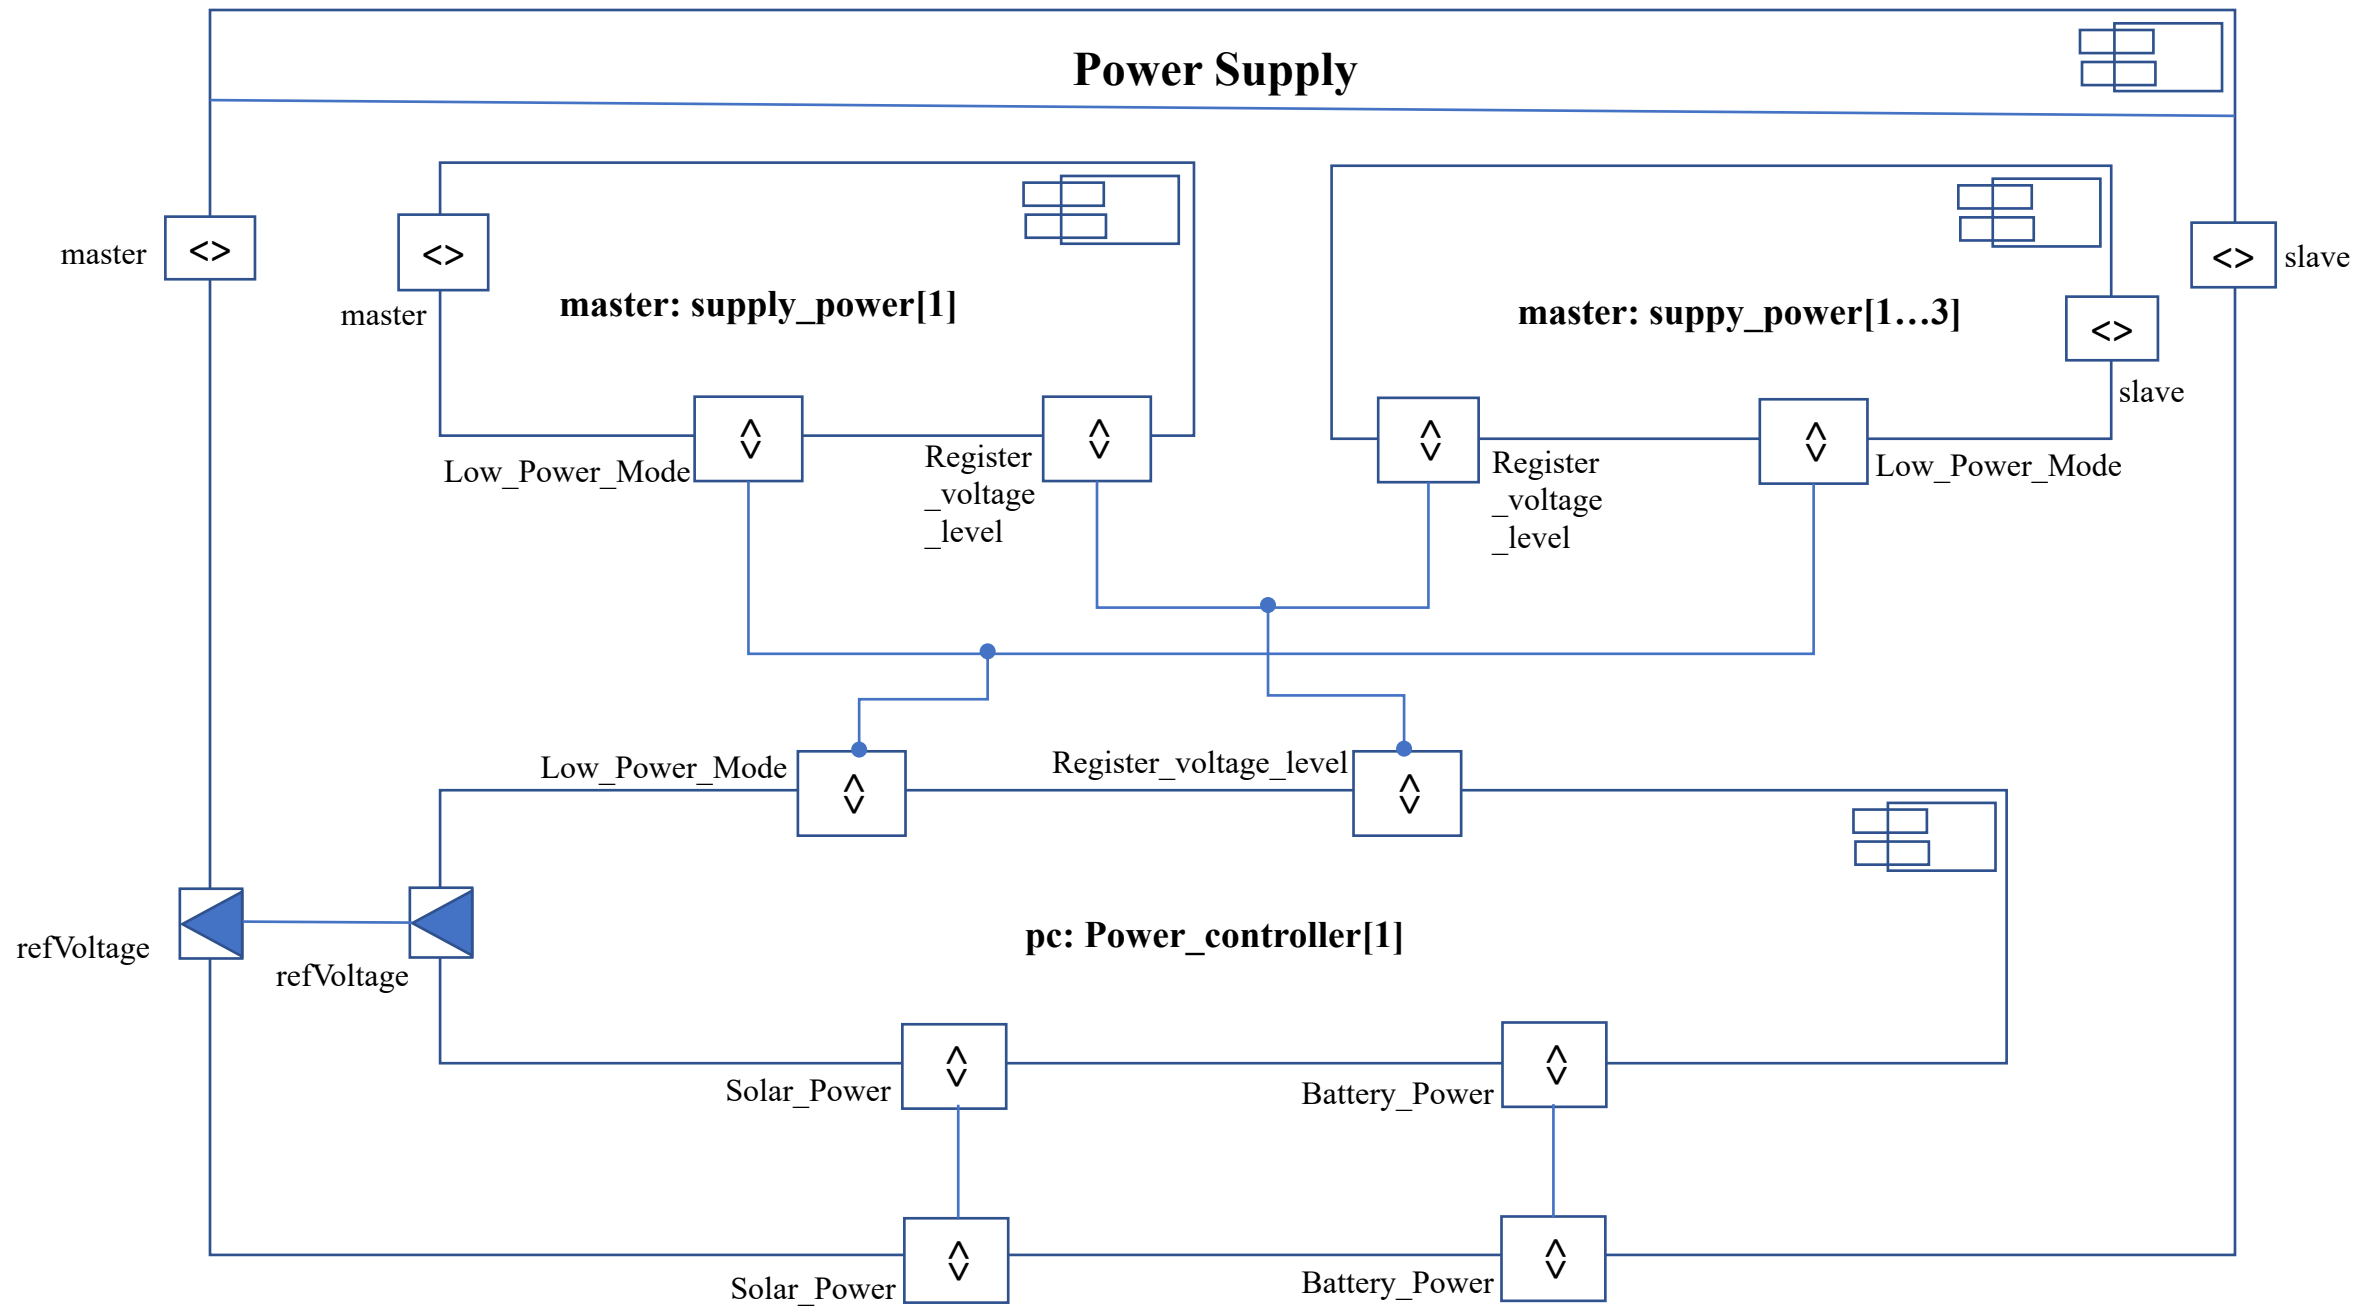 Power Supply
master
<>
<>
master
master: supply_power[1]
master: suppy_power[1…3]
<>
slave
<>
slave
Low_Power_Mode
<>
Register
_voltage
_level
<>
<>
Register
_voltage
_level
<>
Low_Power_Mode
Low_Power_Mode
<>
Register_voltage_level
<>
refVoltage
refVoltage
pc: Power_controller[1]
Solar_Power
<>
Battery_Power
<>
Solar_Power
<>
Battery_Power
<>